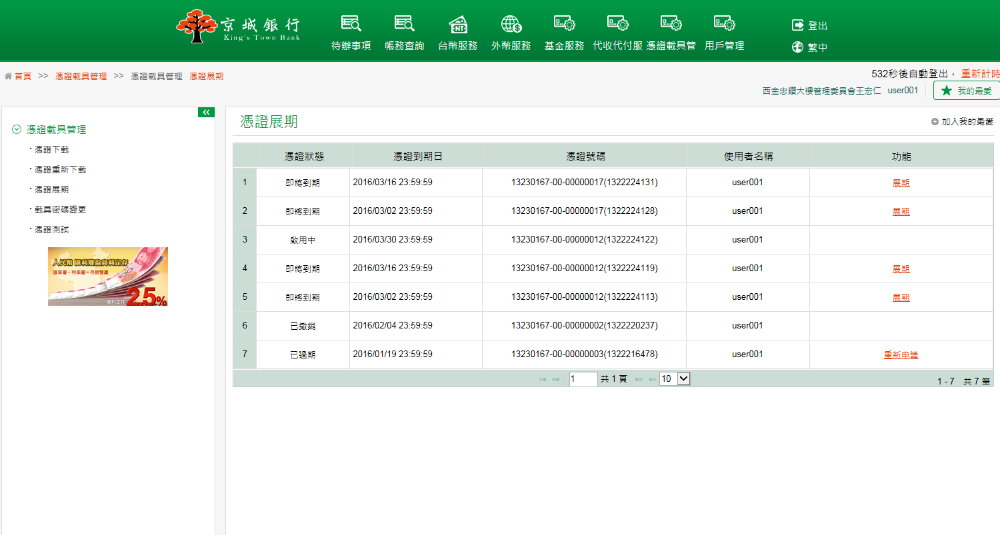 京城銀行
King's Town Bank
待辦事項 帳務查詢 台幣服務 外幣服務 基金服務 代收代付服 憑證載具管 用戶管理
NT
登出
繁中
首頁 >> 憑證載具管理 >> 憑證載具管理 憑證展期
532秒後自動登出， 重新計時
西金忠鑽大樓管理委員會王宏仁 user001 我的最愛
憑證載具管理
憑證下載
憑證重新下載
憑證展期
載具密碼變更
憑證測試
人民幣 匯利雙盈高利定存
匯率優+利率優=存款雙贏
高利定存 2.5%
憑證展期
加入我的最愛
憑證狀態 憑證到期日 憑證號碼 使用者名稱 功能
1 即將到期 2016/03/16 23:59:59 13230167-00-00000017(1322224131) user001 展期
2 即將到期 2016/03/02 23:59:59 13230167-00-00000017(1322224128) user001 展期
3 啟用中 2016/03/30 23:59:59 13230167-00-00000012(1322224122) user001
4 即將到期 2016/03/16 23:59:59 13230167-00-00000012(1322224119) user001 展期
5 即將到期 2016/03/02 23:59:59 13230167-00-00000012(1322224113) user001 展期
6 已撤銷 2016/02/04 23:59:59 13230167-00-00000002(1322220237) user001
7 已過期 2016/01/19 23:59:59 13230167-00-00000003(1322216478) user001 重新申請
1 共 1 頁 10 1 - 7 共 7 筆